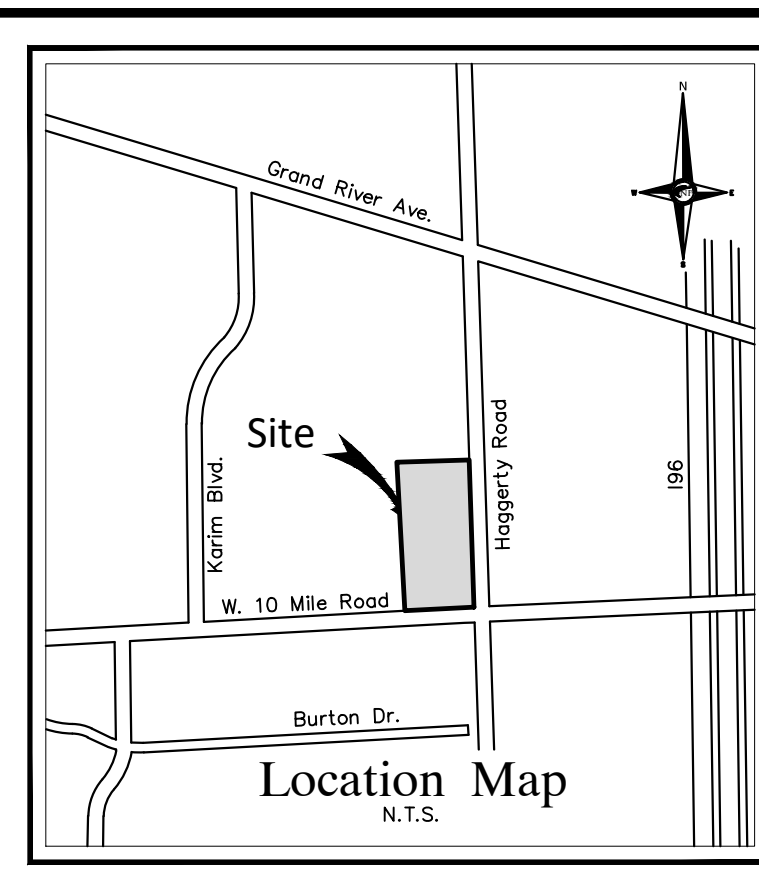 N
W
E
S
Grand River Ave.
Site
Haggerty Road
Karim Blvd.
I96
W. 10 Mile Road
Burton Dr.
Location Map
N.T.S.